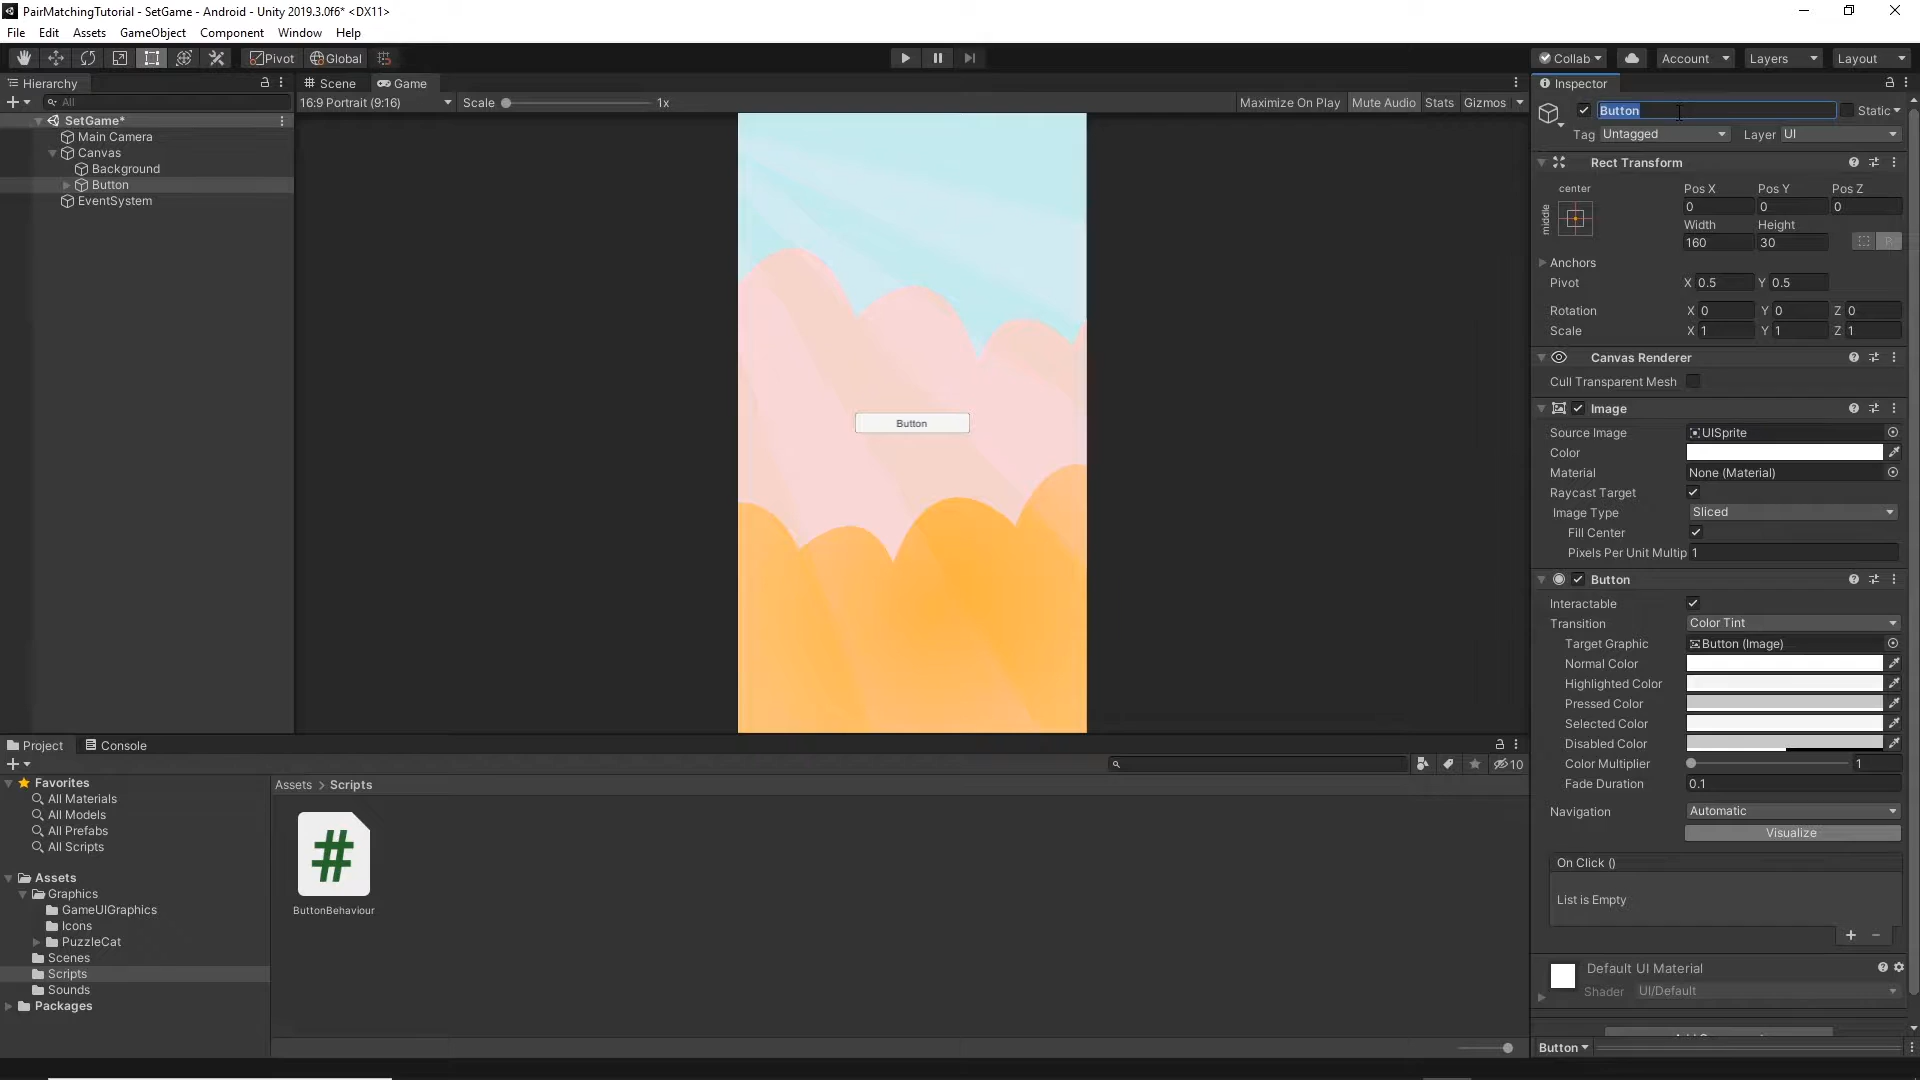 PairMatchingTutorial - SetGame - Android - Unity 2019.3.0f6* <DX11>
File Edit Assets GameObject Component Window Help
Pivot Global Collab Account Layers Layout
Hierarchy
All
SetGame*
Main Camera
Canvas
Background
Button
EventSystem
Scene Game
16:9 Portrait (9:16) Scale 1x Maximize On Play Mute Audio Stats Gizmos
Button
Inspector
Button Static
Tag Untagged Layer UI
Rect Transform
center
middle
Pos X Pos Y Pos Z
0 0 0
Width Height
160 30
Anchors
Pivot X 0.5 Y 0.5
Rotation X 0 Y 0 Z 0
Scale X 1 Y 1 Z 1
Canvas Renderer
Cull Transparent Mesh
Image
Source Image UISprite
Color
Material None (Material)
Raycast Target
Image Type Sliced
Fill Center
Pixels Per Unit Multip 1
Button
Interactable
Transition Color Tint
Target Graphic Button (Image)
Normal Color
Highlighted Color
Pressed Color
Selected Color
Disabled Color
Color Multiplier 1
Fade Duration 0.1
Navigation Automatic
Visualize
On Click ()
List is Empty
Default UI Material
Shader UI/Default
Button
Project Console
10
Favorites
All Materials
All Models
All Prefabs
All Scripts
Assets
Graphics
GameUIGraphics
Icons
PuzzleCat
Scenes
Scripts
Sounds
Packages
Assets > Scripts
#
ButtonBehaviour